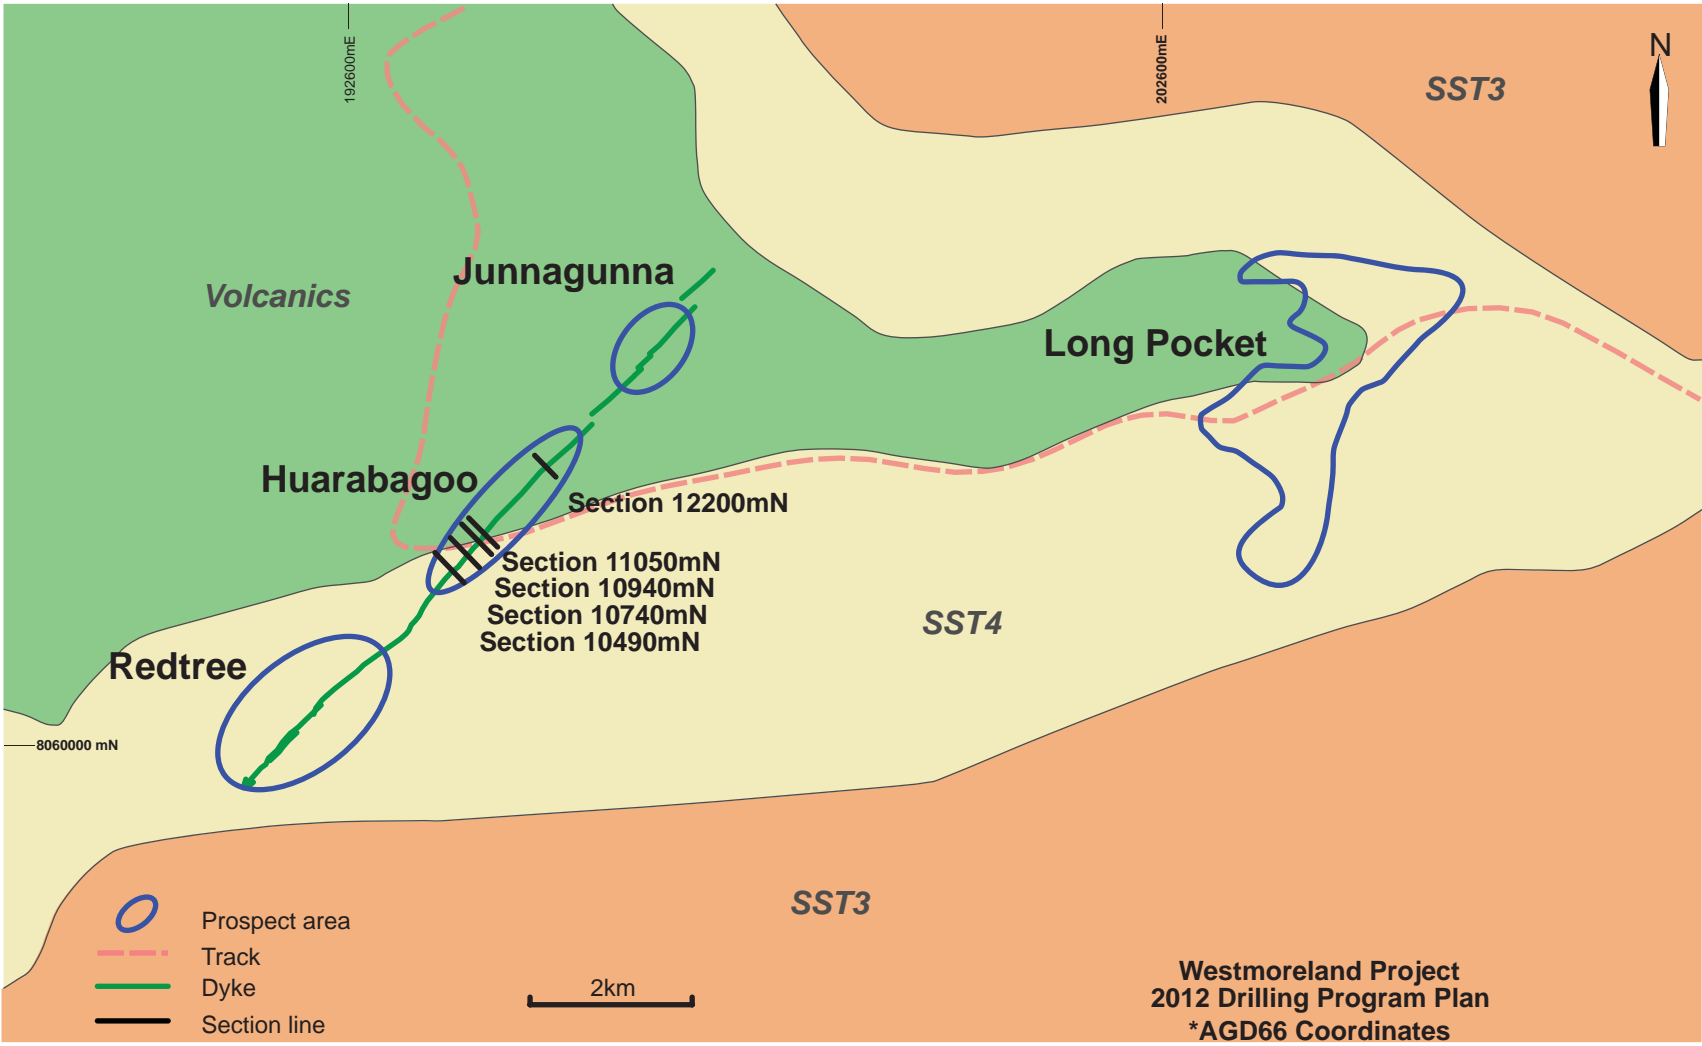 192600mE
202600mE
N
SST3
Junnagunna
Volcanics
Long Pocket
Huarabagoo
Section 12200mN
Section 11050mN
Section 10940mN
Section 10740mN
Section 10490mN
SST4
Redtree
8060000 mN
SST3
Prospect area
Track
Dyke
Section line
2km
Westmoreland Project
2012 Drilling Program Plan
*AGD66 Coordinates